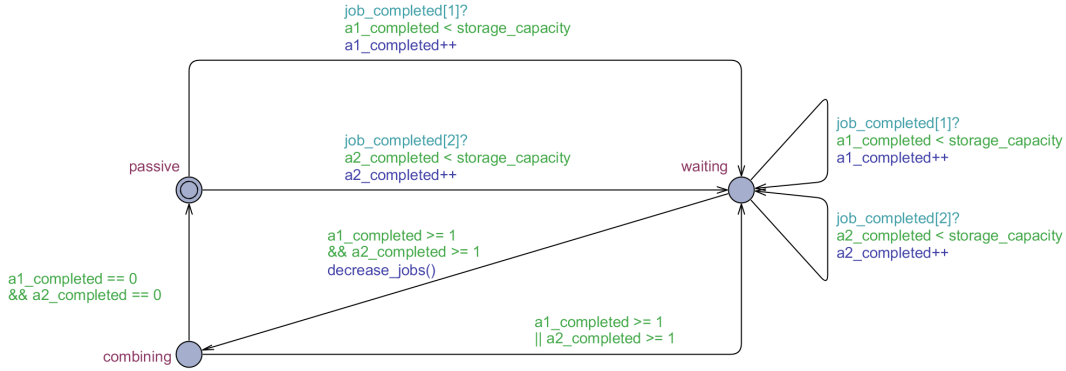 job_completed[1]?
a1_completed < storage_capacity
a1_completed++
job_completed[2]?
a2_completed < storage_capacity
a2_completed++
passive
waiting
job_completed[1]?
a1_completed < storage_capacity
a1_completed++
job_completed[2]?
a2_completed < storage_capacity
a2_completed++
a1_completed >= 1
&& a2_completed >= 1
decrease_jobs()
a1_completed == 0
&& a2_completed == 0
a1_completed >= 1
|| a2_completed >= 1
combining